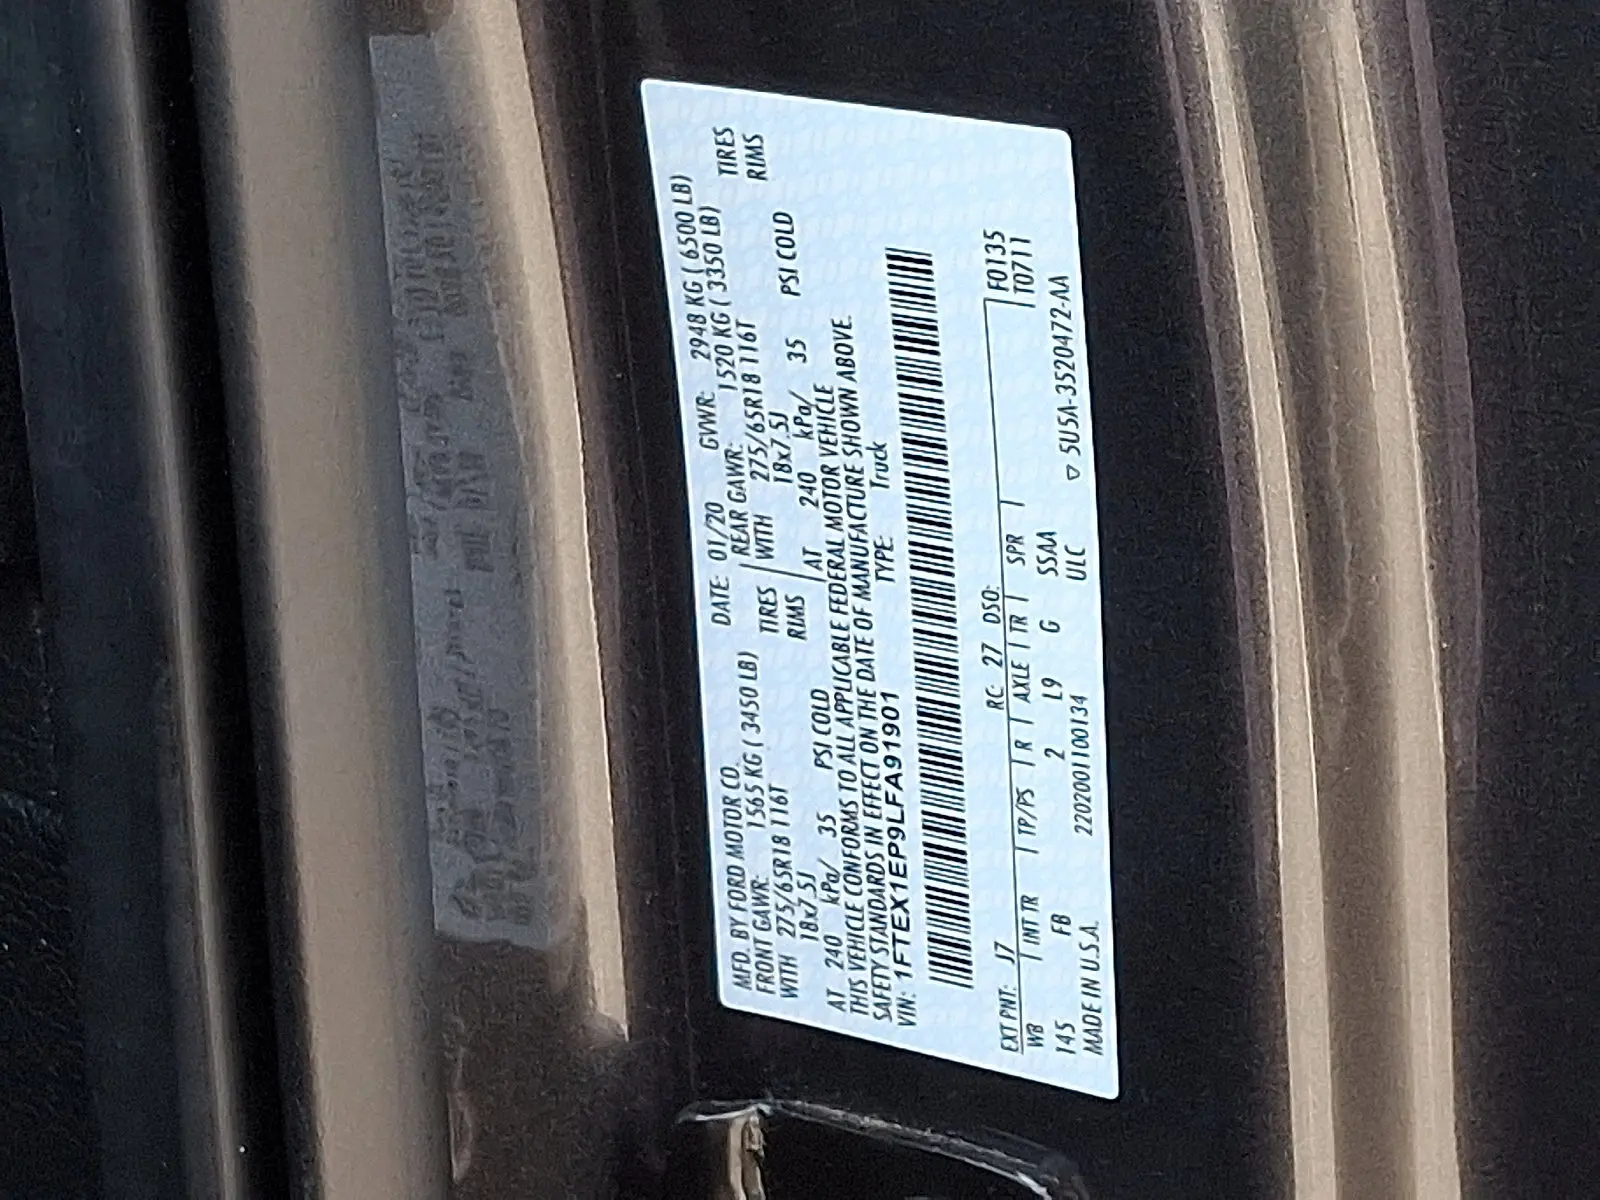 MFD. BY FORD MOTOR CO. DATE: 01/20 GVWR: 2948 KG ( 6500 LB)
FRONT GAWR: 1565 KG ( 3450 LB) REAR GAWR: 1520 KG ( 3350 LB)
WITH 275/65R18 116T TIRES WITH 275/65R18 116T TIRES
18x7.5J RIMS 18x7.5J RIMS
AT 240 kPa/ 35 PSI COLD AT 240 kPa/ 35 PSI COLD
THIS VEHICLE CONFORMS TO ALL APPLICABLE FEDERAL MOTOR VEHICLE
SAFETY STANDARDS IN EFFECT ON THE DATE OF MANUFACTURE SHOWN ABOVE.
VIN: 1FTEX1EP9LFA91901 TYPE: Truck
EXT PNT: J7 RC: 27 DSO: F0135
WB INT TR TP/PS R AXLE TR SPR T0711
145 FB 2 L9 G SSAA
MADE IN U.S.A. 2202001100134 ULC ▽ 5U5A-3520472-AA